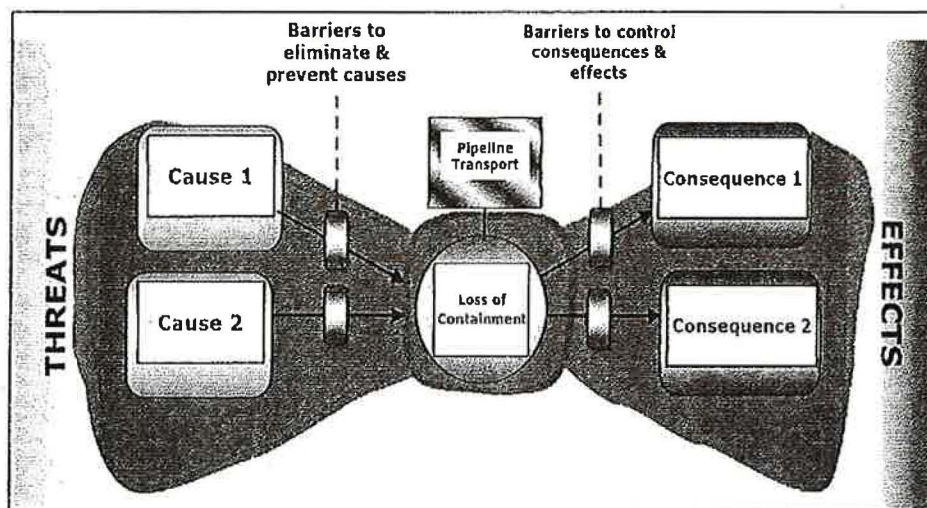 Barriers to
eliminate &
prevent causes
Barriers to control
consequences &
effects
Pipeline
Transport
Cause 1
Consequence 1
THREATS
EFFECTS
Loss of
Containment
Cause 2
Consequence 2